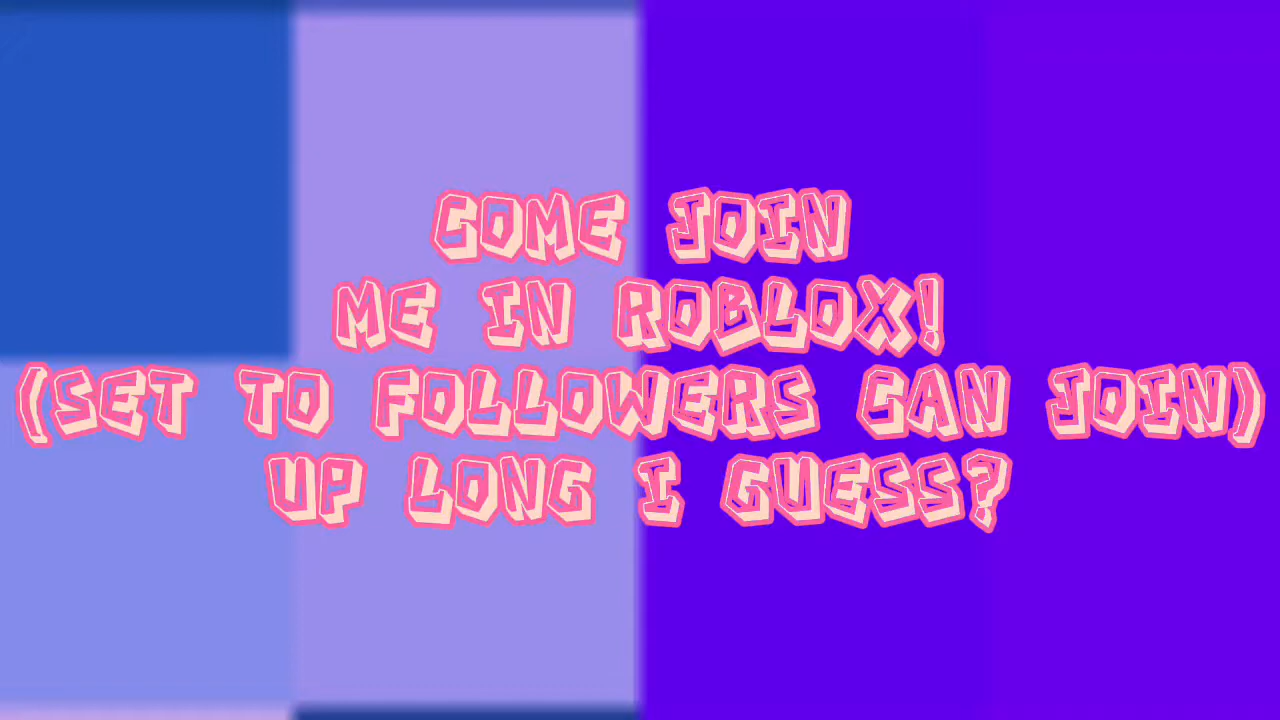 COME JOIN
ME IN ROBLOX!
(SET TO FOLLOWERS CAN JOIN)
UP LONG I GUESS?